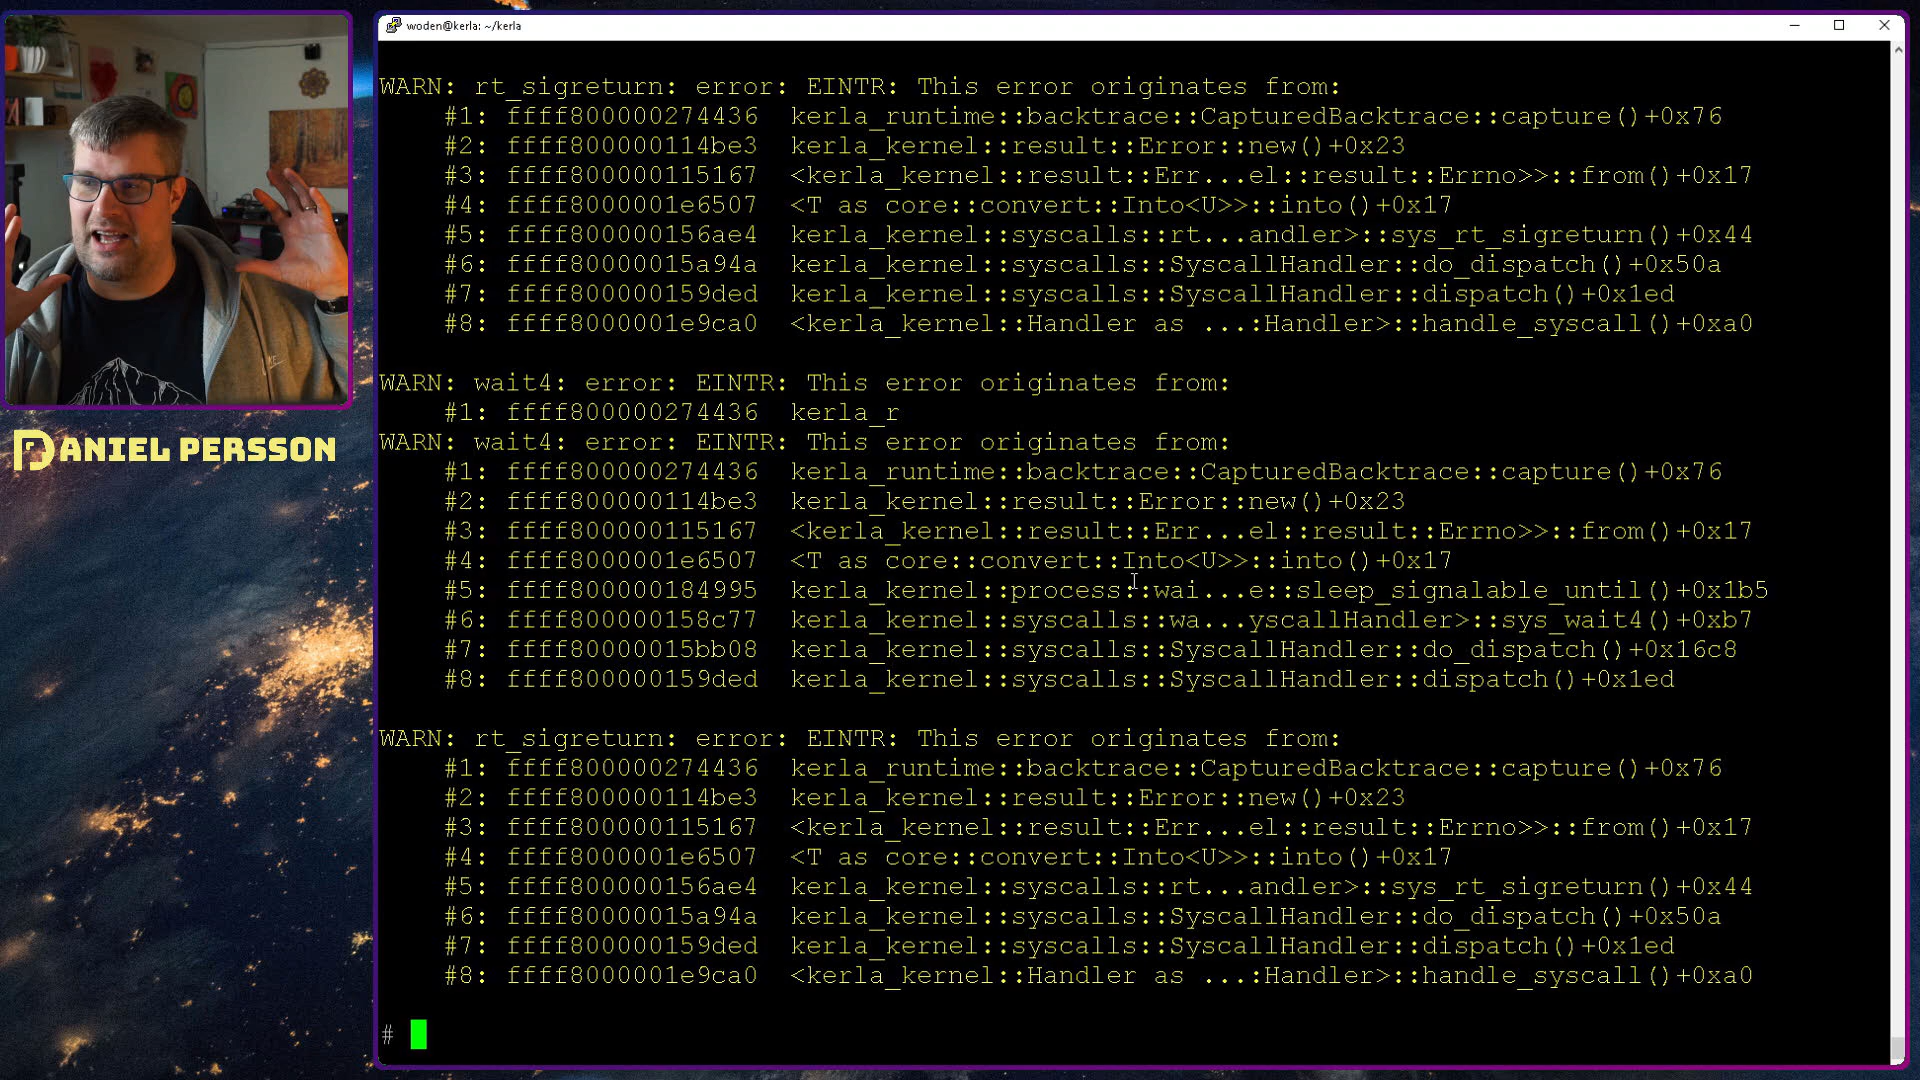 woden@kerla: ~/kerla
WARN: rt_sigreturn: error: EINTR: This error originates from:
#1: ffff800000274436 kerla_runtime::backtrace::CapturedBacktrace::capture()+0x76
#2: ffff800000114be3 kerla_kernel::result::Error::new()+0x23
#3: ffff800000115167 <kerla_kernel::result::Err...el::result::Errno>>::from()+0x17
#4: ffff8000001e6507 <T as core::convert::Into<U>>::into()+0x17
#5: ffff800000156ae4 kerla_kernel::syscalls::rt...andler>::sys_rt_sigreturn()+0x44
#6: ffff80000015a94a kerla_kernel::syscalls::SyscallHandler::do_dispatch()+0x50a
#7: ffff800000159ded kerla_kernel::syscalls::SyscallHandler::dispatch()+0x1ed
#8: ffff8000001e9ca0 <kerla_kernel::Handler as ...:Handler>::handle_syscall()+0xa0
WARN: wait4: error: EINTR: This error originates from:
#1: ffff800000274436 kerla_r
WARN: wait4: error: EINTR: This error originates from:
#1: ffff800000274436 kerla_runtime::backtrace::CapturedBacktrace::capture()+0x76
#2: ffff800000114be3 kerla_kernel::result::Error::new()+0x23
#3: ffff800000115167 <kerla_kernel::result::Err...el::result::Errno>>::from()+0x17
#4: ffff8000001e6507 <T as core::convert::Into<U>>::into()+0x17
#5: ffff800000184995 kerla_kernel::process::wai...e::sleep_signalable_until()+0x1b5
#6: ffff800000158c77 kerla_kernel::syscalls::wa...yscallHandler>::sys_wait4()+0xb7
#7: ffff80000015bb08 kerla_kernel::syscalls::SyscallHandler::do_dispatch()+0x16c8
#8: ffff800000159ded kerla_kernel::syscalls::SyscallHandler::dispatch()+0x1ed
WARN: rt_sigreturn: error: EINTR: This error originates from:
#1: ffff800000274436 kerla_runtime::backtrace::CapturedBacktrace::capture()+0x76
#2: ffff800000114be3 kerla_kernel::result::Error::new()+0x23
#3: ffff800000115167 <kerla_kernel::result::Err...el::result::Errno>>::from()+0x17
#4: ffff8000001e6507 <T as core::convert::Into<U>>::into()+0x17
#5: ffff800000156ae4 kerla_kernel::syscalls::rt...andler>::sys_rt_sigreturn()+0x44
#6: ffff80000015a94a kerla_kernel::syscalls::SyscallHandler::do_dispatch()+0x50a
#7: ffff800000159ded kerla_kernel::syscalls::SyscallHandler::dispatch()+0x1ed
#8: ffff8000001e9ca0 <kerla_kernel::Handler as ...:Handler>::handle_syscall()+0xa0
#
DANIEL PERSSON